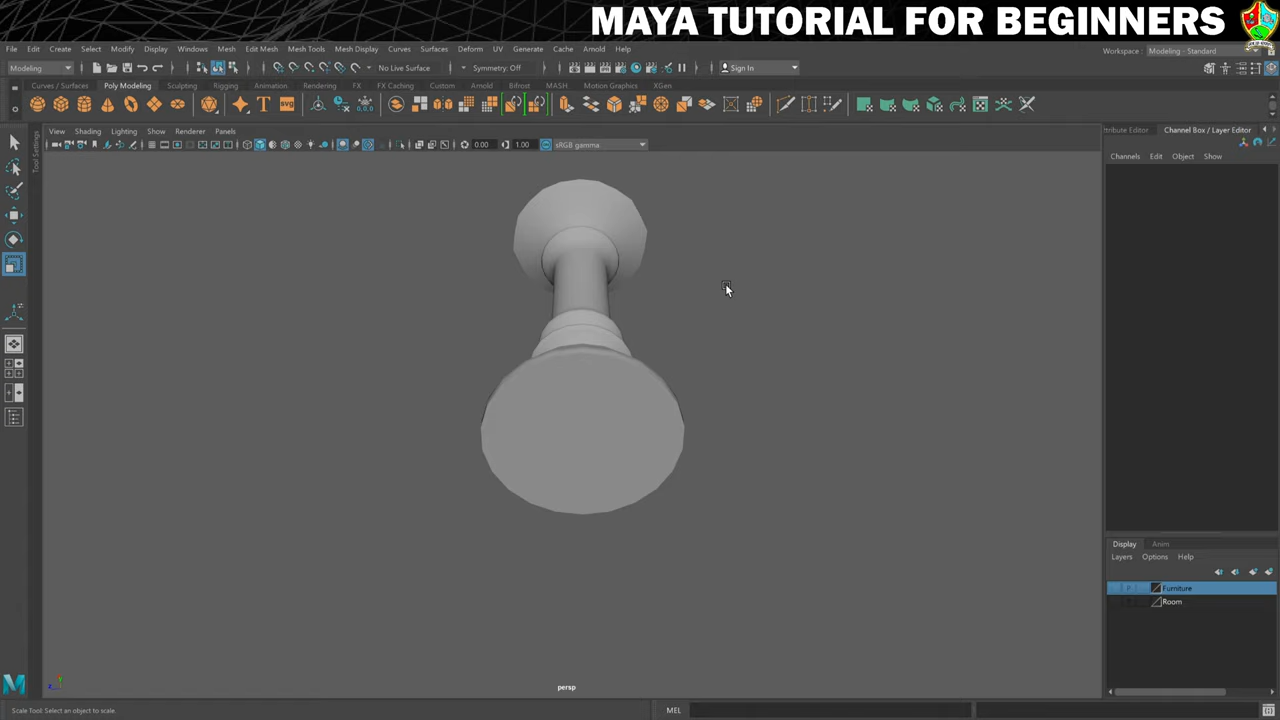 MAYA TUTORIAL FOR BEGINNERS
File Edit Create Select Modify Display Windows Mesh Edit Mesh Mesh Tools Mesh Display Curves Surfaces Deform UV Generate Cache Arnold Help
Workspace : Modeling - Standard
Modeling No Live Surface Symmetry: Off Sign In
Curves / Surfaces Poly Modeling Sculpting Rigging Animation Rendering FX FX Caching Custom Arnold Bifrost MASH Motion Graphics XGen
View Shading Lighting Show Renderer Panels
ttribute Editor Channel Box / Layer Editor
Tool Settings
0.00 1.00 sRGB gamma
Channels Edit Object Show
Display Anim
Layers Options Help
P Furniture
Room
persp
Scale Tool: Select an object to scale.
MEL